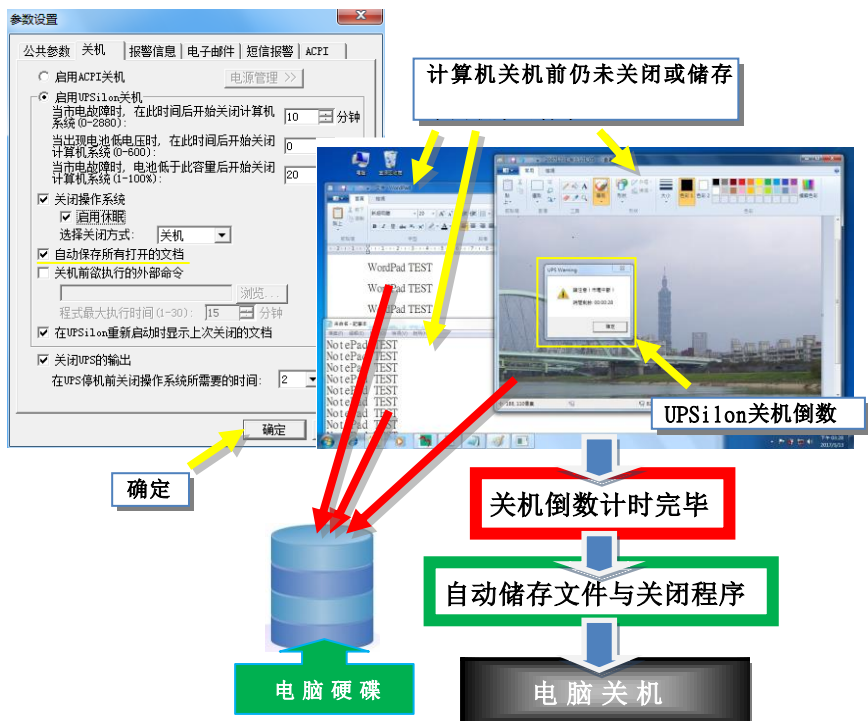 参数设置
公共参数 关机 报警信息 电子邮件 短信报警 ACPI
启用ACPI关机 电源管理 >>
启用UPSilon关机
当市电故障时, 在此时间后开始关闭计算机
系统(0-2880): 10 分钟
当出现电池低电压时, 在此时间后开始关闭
计算机系统(0-600): 0
当市电故障时, 电池低于此容量后开始关闭
计算机系统(1-100%): 20
关闭操作系统
启用休眠
选择关闭方式: 关机
自动保存所有打开的文档
关机前欲执行的外部命令
浏览...
程式最大执行时间(1-30): 15 分钟
在UPSilon重新启动时显示上次关闭的文档
关闭UPS的输出
在UPS停机前关闭操作系统所需要的时间: 2
确定
确定
计算机关机前仍未关闭或储存
WordPad TEST
WordPad TEST
WordPad TEST
NotePad TEST
NotePad TEST
NotePad TEST
NotePad TEST
NotePad TEST
NotePad TEST
NotePad TEST
NotePad TEST
UPS Warning
00:03:28
确定
UPSilon关机倒数
关机倒数计时完毕
自动储存文件与关闭程序
电脑硬碟
电脑关机